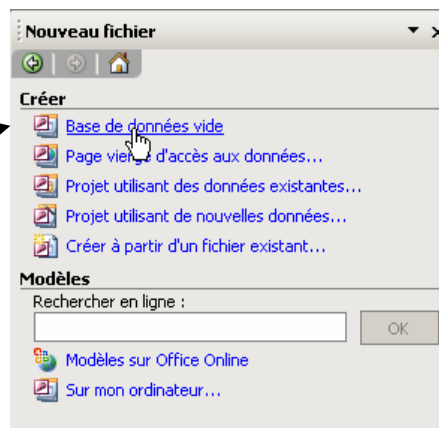 Nouveau fichier
Créer
Base de données vide
Page vierge d'accès aux données...
Projet utilisant des données existantes...
Projet utilisant de nouvelles données...
Créer à partir d'un fichier existant...
Modèles
Rechercher en ligne :
OK
Modèles sur Office Online
Sur mon ordinateur...